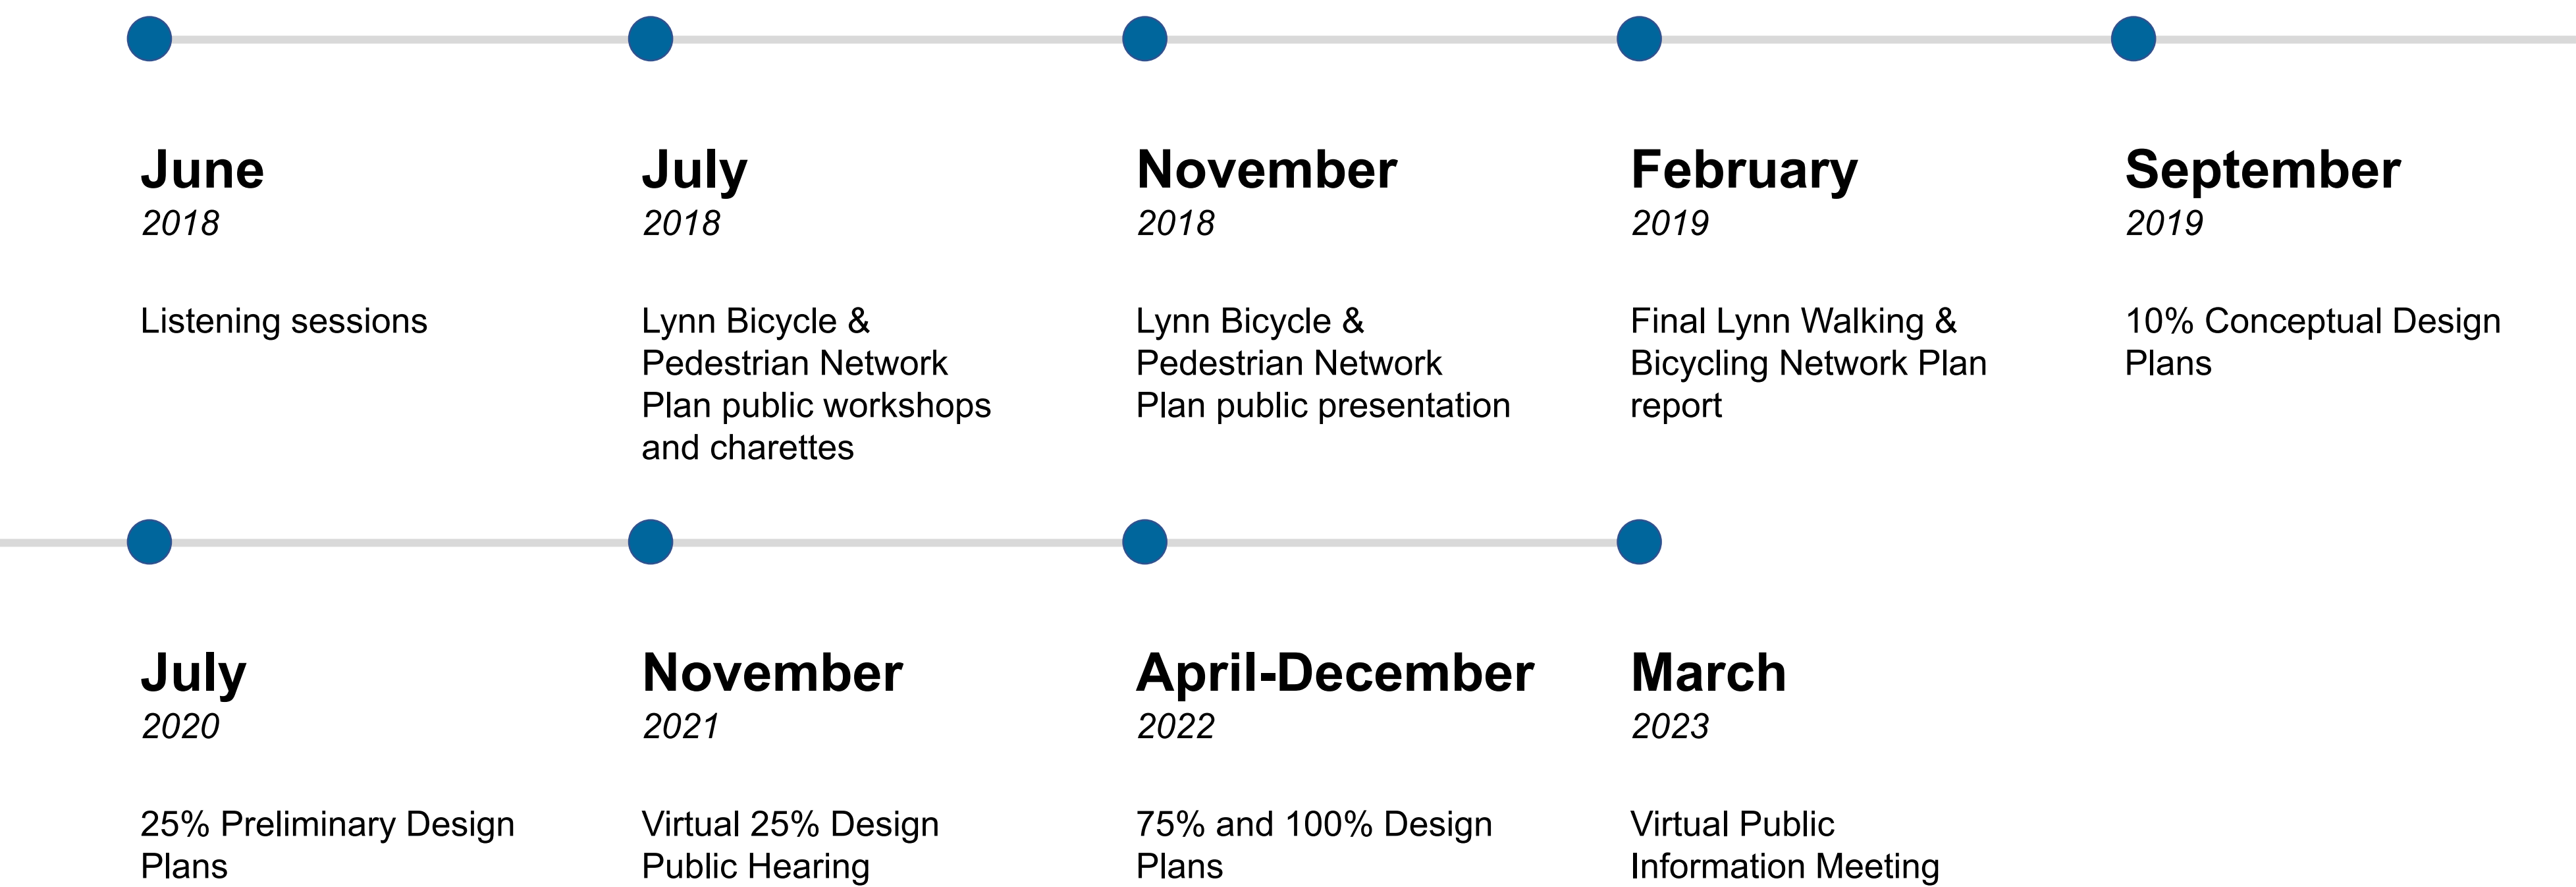 June
2018
Listening sessions
July
2018
Lynn Bicycle &
Pedestrian Network
Plan public workshops
and charettes
November
2018
Lynn Bicycle &
Pedestrian Network
Plan public presentation
February
2019
Final Lynn Walking &
Bicycling Network Plan
report
September
2019
10% Conceptual Design
Plans
July
2020
25% Preliminary Design
Plans
November
2021
Virtual 25% Design
Public Hearing
April-December
2022
75% and 100% Design
Plans
March
2023
Virtual Public
Information Meeting